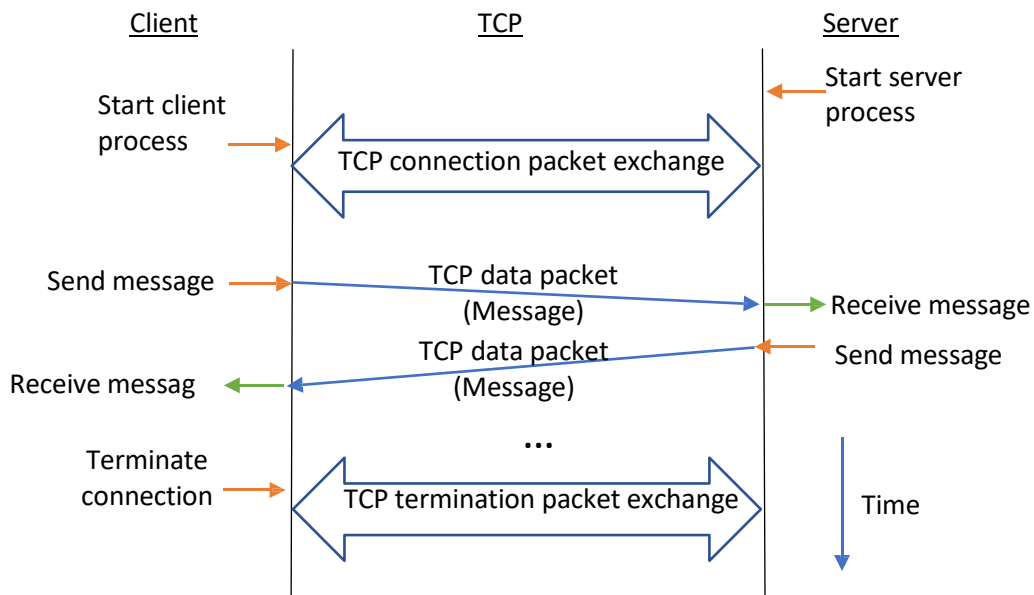 Client
TCP
Server
Start server
process
Start client
process
TCP connection packet exchange
Send message
TCP data packet
(Message)
Receive message
Send message
TCP data packet
(Message)
Receive messag
...
Terminate
connection
TCP termination packet exchange
Time